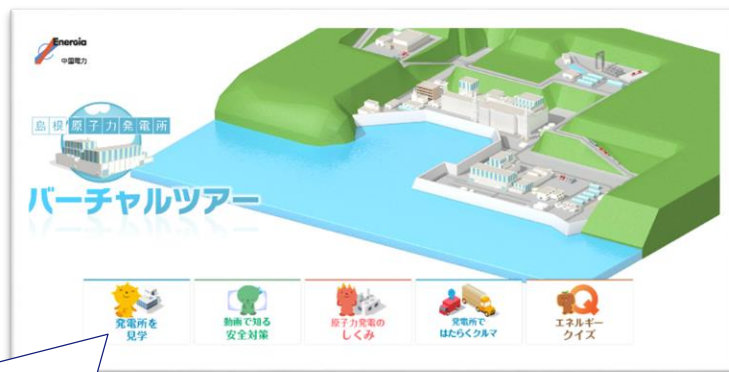 Energia
中国電力
島根原子力発電所
バーチャルツアー
発電所を
見学
動画で知る
安全対策
原子力発電の
しくみ
発電所で
はたらくクルマ
Q
エネルギー
クイズ